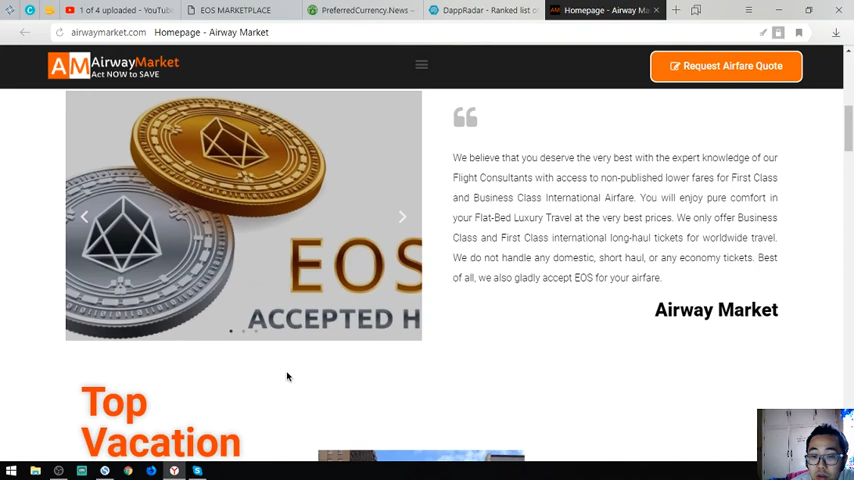 1 of 4 uploaded - YouTub
EOS MARKETPLACE
PreferredCurrency.News –
DappRadar - Ranked list of
Homepage - Airway Ma
airwaymarket.com Homepage - Airway Market
AM AirwayMarket
Act NOW to SAVE
Request Airfare Quote
We believe that you deserve the very best with the expert knowledge of our
Flight Consultants with access to non-published lower fares for First Class
and Business Class International Airfare. You will enjoy pure comfort in
your Flat-Bed Luxury Travel at the very best prices. We only offer Business
Class and First Class international long-haul tickets for worldwide travel.
We do not handle any domestic, short haul, or any economy tickets. Best
of all, we also gladly accept EOS for your airfare.
Airway Market
EOS
ACCEPTED H
Top
Vacation